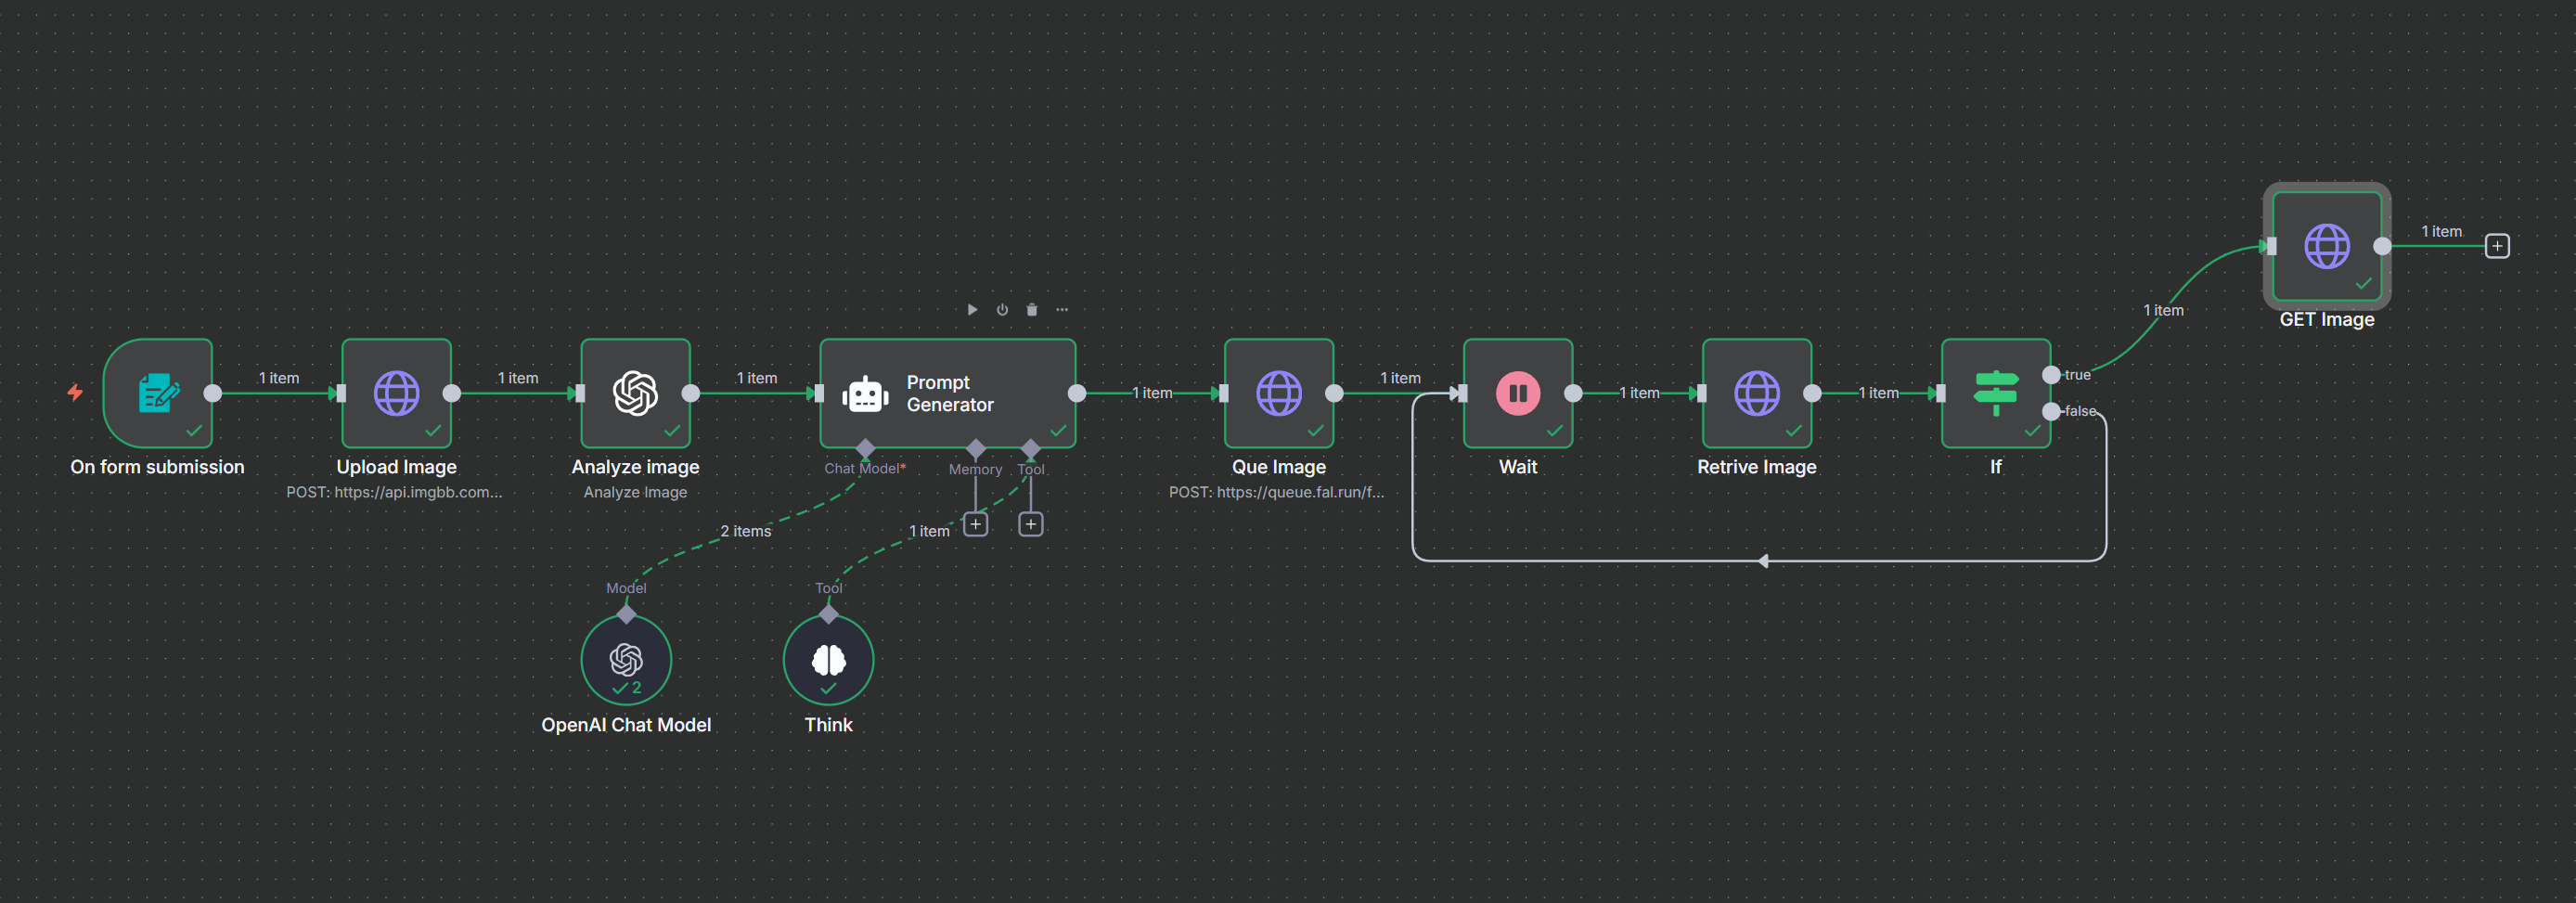 1 item
GET Image
1 item
1 item
1 item
1 item
Prompt
Generator
1 item
1 item
1 item
1 item
true
false
On form submission
Upload Image
POST: https://api.imgbb.com...
Analyze image
Analyze Image
Chat Model*
Memory
Tool
Que Image
POST: https://queue.fal.run/f...
Wait
Retrive Image
If
2 items
1 item
Model
Tool
2
OpenAI Chat Model
Think